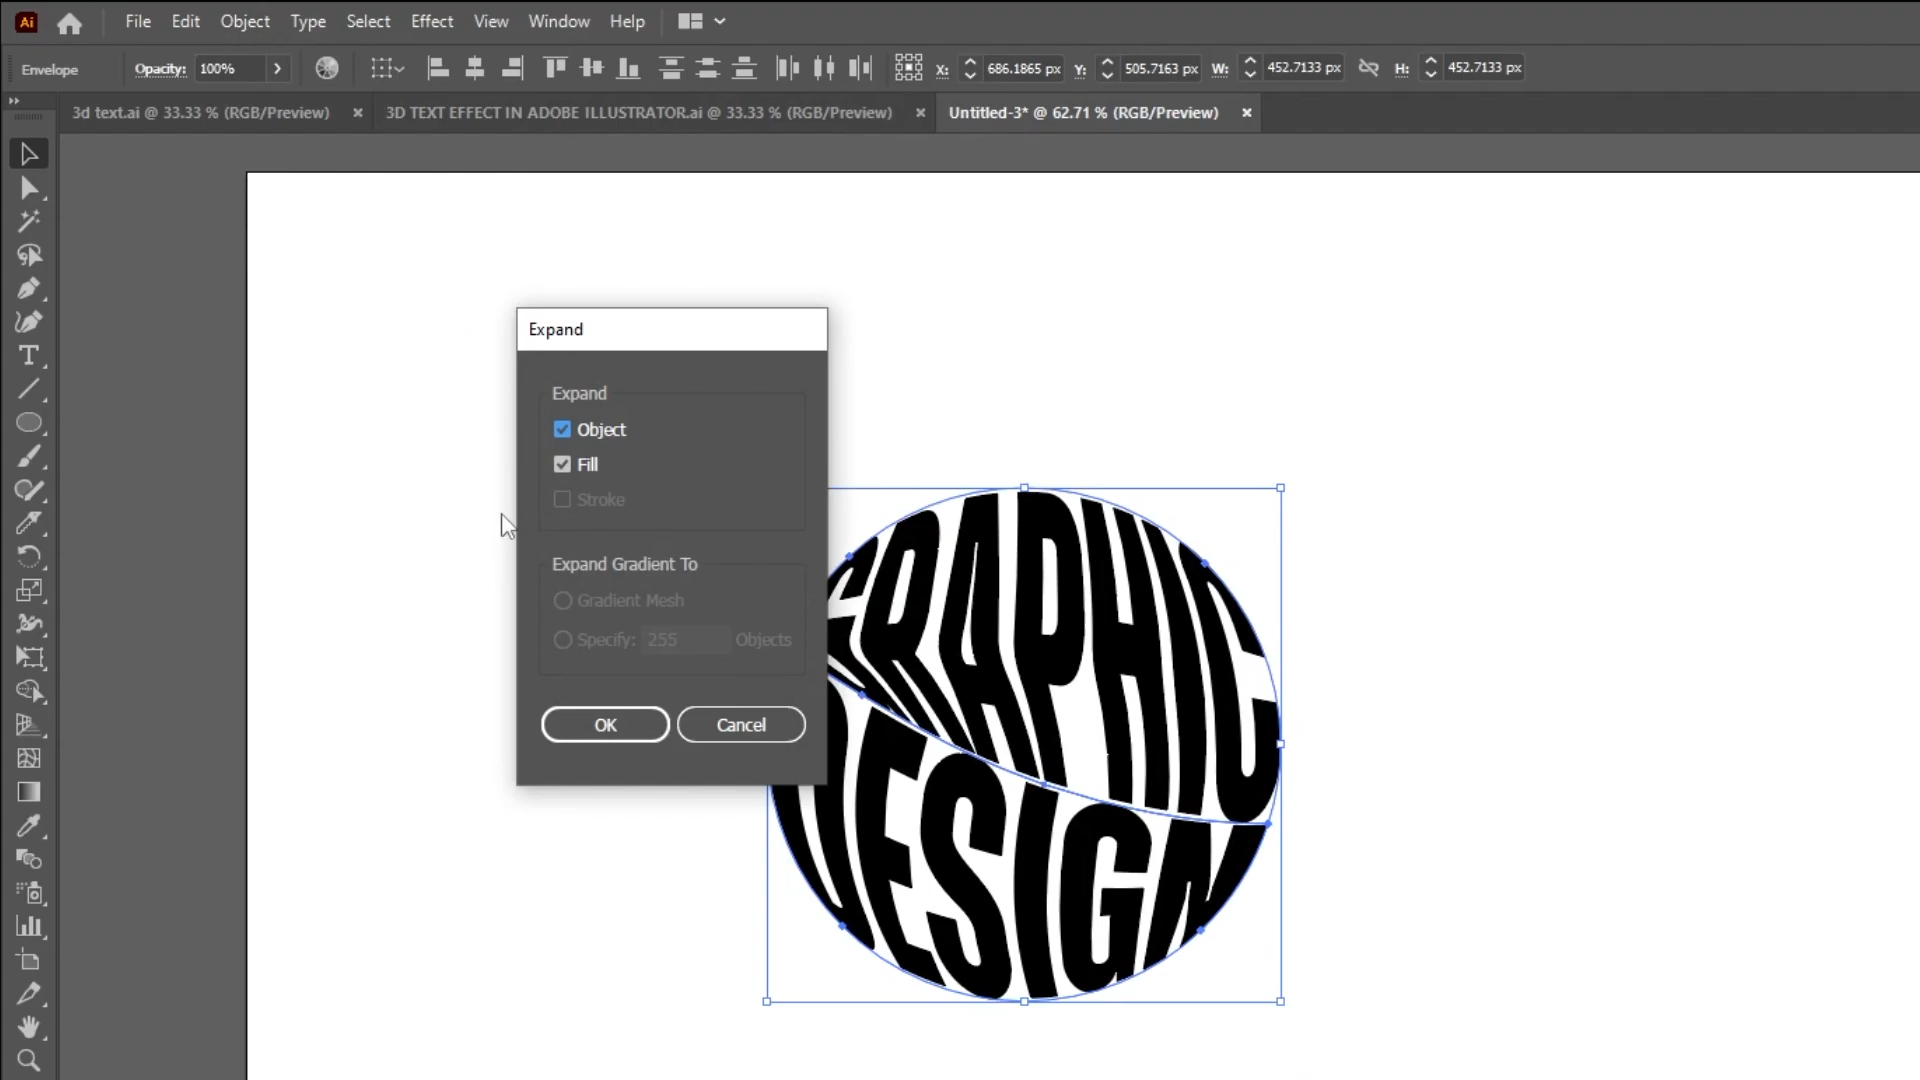 Ai File Edit Object Type Select Effect View Window Help
Envelope Opacity: 100% X: 686.1865 px Y: 505.7163 px W: 452.7133 px H: 452.7133 px
3d text.ai @ 33.33 % (RGB/Preview) × 3D TEXT EFFECT IN ADOBE ILLUSTRATOR.ai @ 33.33 % (RGB/Preview) × Untitled-3* @ 62.71 % (RGB/Preview) ×
Expand
Expand
Object
Fill
Stroke
Expand Gradient To
Gradient Mesh
Specify: 255 Objects
OK Cancel
GRAPHIC
DESIGN